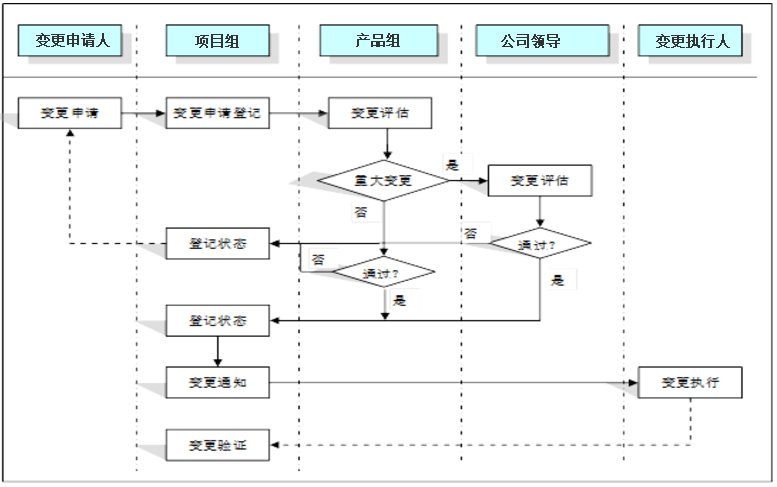 变更申请人
项目组
产品组
公司领导
变更执行人
变更申请
变更申请登记
变更评估
重大变更
是
变更评估
否
登记状态
否
通过?
否
通过?
是
是
登记状态
变更通知
变更执行
变更验证